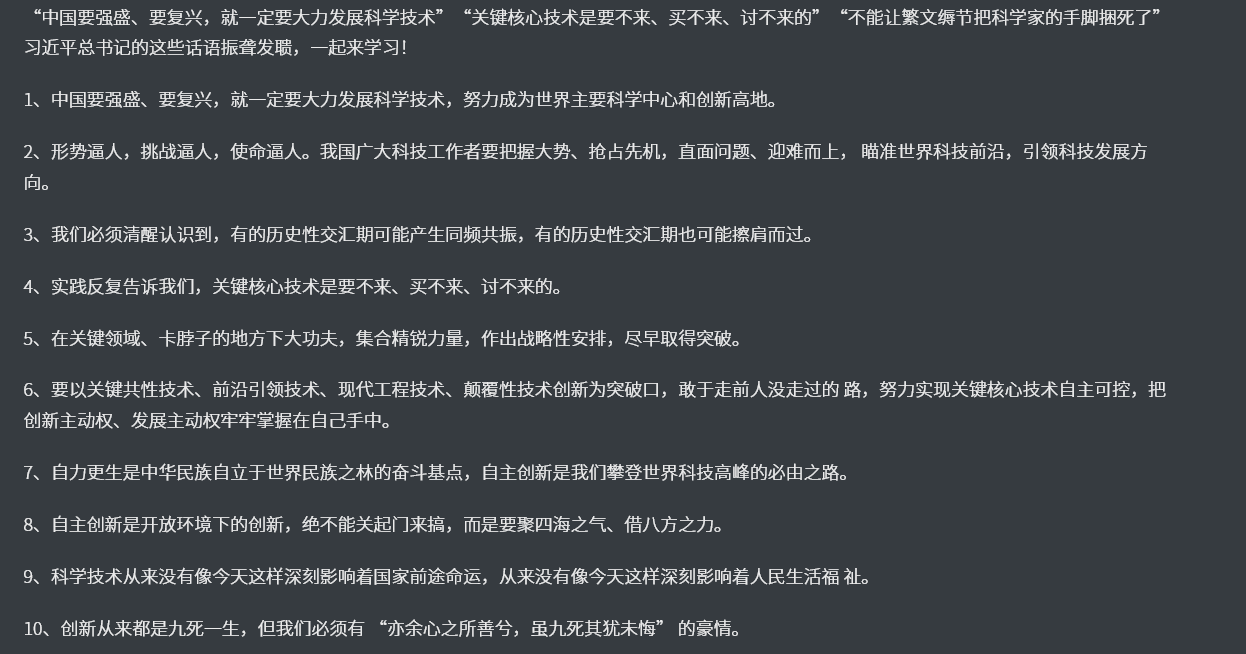 “中国要强盛、要复兴，就一定要大力发展科学技术” “关键核心技术是要不来、买不来、讨不来的” “不能让繁文缛节把科学家的手脚捆死了”
习近平总书记的这些话语振聋发聩，一起来学习！
1、中国要强盛、要复兴，就一定要大力发展科学技术，努力成为世界主要科学中心和创新高地。
2、形势逼人，挑战逼人，使命逼人。我国广大科技工作者要把握大势、抢占先机，直面问题、迎难而上， 瞄准世界科技前沿，引领科技发展方
向。
3、我们必须清醒认识到，有的历史性交汇期可能产生同频共振，有的历史性交汇期也可能擦肩而过。
4、实践反复告诉我们，关键核心技术是要不来、买不来、讨不来的。
5、在关键领域、卡脖子的地方下大功夫，集合精锐力量，作出战略性安排，尽早取得突破。
6、要以关键共性技术、前沿引领技术、现代工程技术、颠覆性技术创新为突破口，敢于走前人没走过的 路，努力实现关键核心技术自主可控，把
创新主动权、发展主动权牢牢掌握在自己手中。
7、自力更生是中华民族自立于世界民族之林的奋斗基点，自主创新是我们攀登世界科技高峰的必由之路。
8、自主创新是开放环境下的创新，绝不能关起门来搞，而是要聚四海之气、借八方之力。
9、科学技术从来没有像今天这样深刻影响着国家前途命运，从来没有像今天这样深刻影响着人民生活福 祉。
10、创新从来都是九死一生，但我们必须有 “亦余心之所善兮，虽九死其犹未悔” 的豪情。